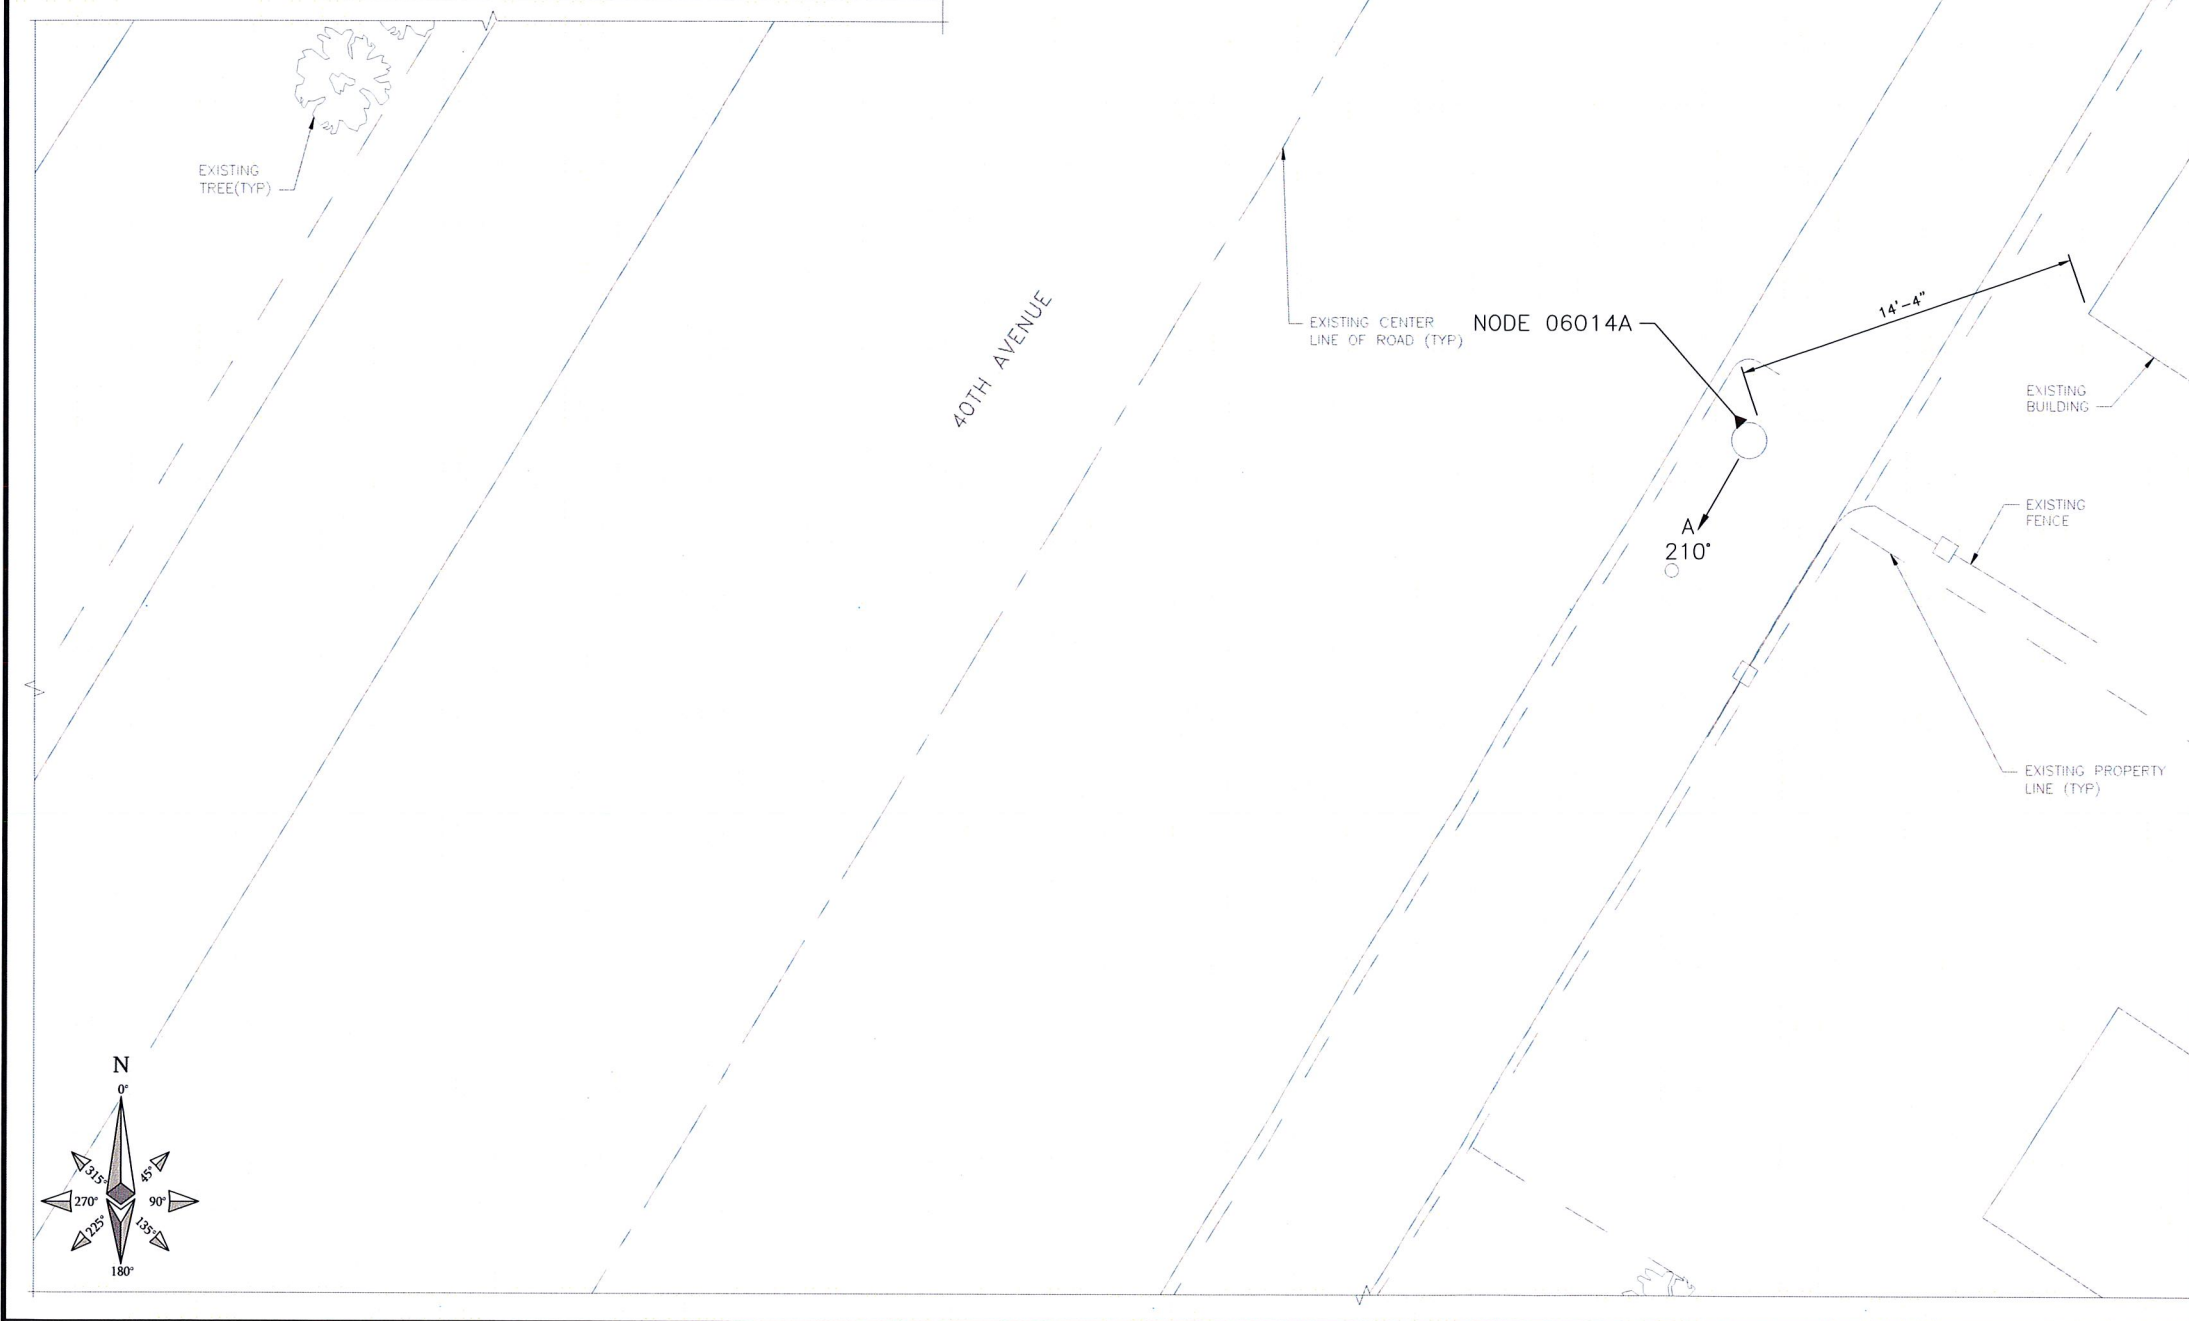 EXISTING
TREE(TYP)
40TH AVENUE
EXISTING CENTER
LINE OF ROAD (TYP)
NODE 06014A
14'-4"
EXISTING
BUILDING
A
210°
EXISTING
FENCE
EXISTING PROPERTY
LINE (TYP)
N
0°
315°
45°
270°
90°
225°
135°
180°